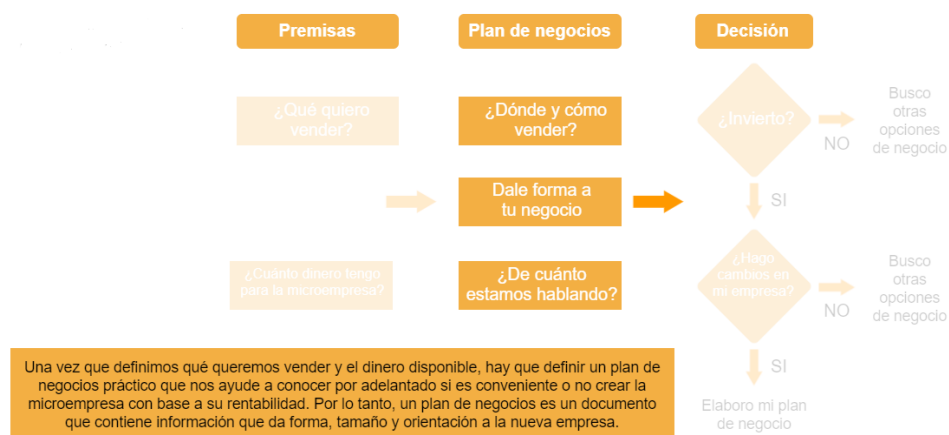 Premisas
Plan de negocios
Decisión
¿Qué quiero
vender?
¿Dónde y cómo
vender?
¿Invierto?
NO
Busco
otras
opciones
de negocio
Dale forma a
tu negocio
SI
¿Cuánto dinero tengo
para la microempresa?
¿De cuánto
estamos hablando?
¿Hago
cambios en
mi empresa?
NO
Busco
otras
opciones
de negocio
SI
Elaboro mi plan
de negocio
Una vez que definimos qué queremos vender y el dinero disponible, hay que definir un plan de
negocios práctico que nos ayude a conocer por adelantado si es conveniente o no crear la
microempresa con base a su rentabilidad. Por lo tanto, un plan de negocios es un documento
que contiene información que da forma, tamaño y orientación a la nueva empresa.